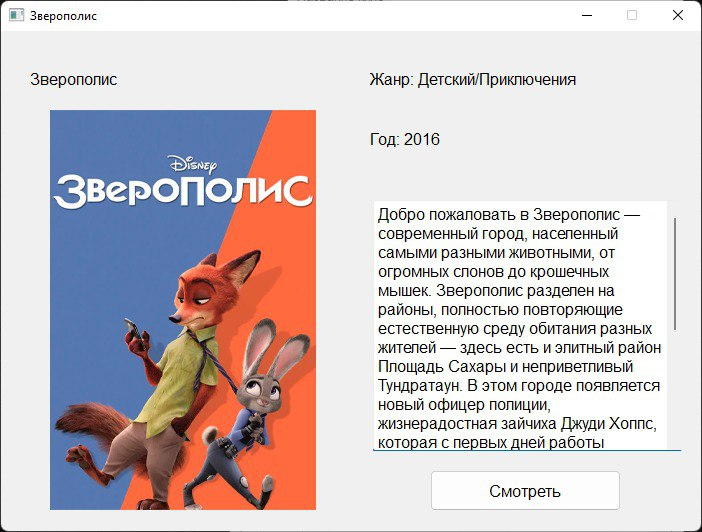 Зверополис
Зверополис
Жанр: Детский/Приключения
Год: 2016
DISNEY
ЗВЕРОПОЛИС
Добро пожаловать в Зверополис —
современный город, населенный
самыми разными животными, от
огромных слонов до крошечных
мышек. Зверополис разделен на
районы, полностью повторяющие
естественную среду обитания разных
жителей — здесь есть и элитный район
Площадь Сахары и неприветливый
Тундратаун. В этом городе появляется
новый офицер полиции,
жизнерадостная зайчиха Джуди Хоппс,
которая с первых дней работы
Смотреть